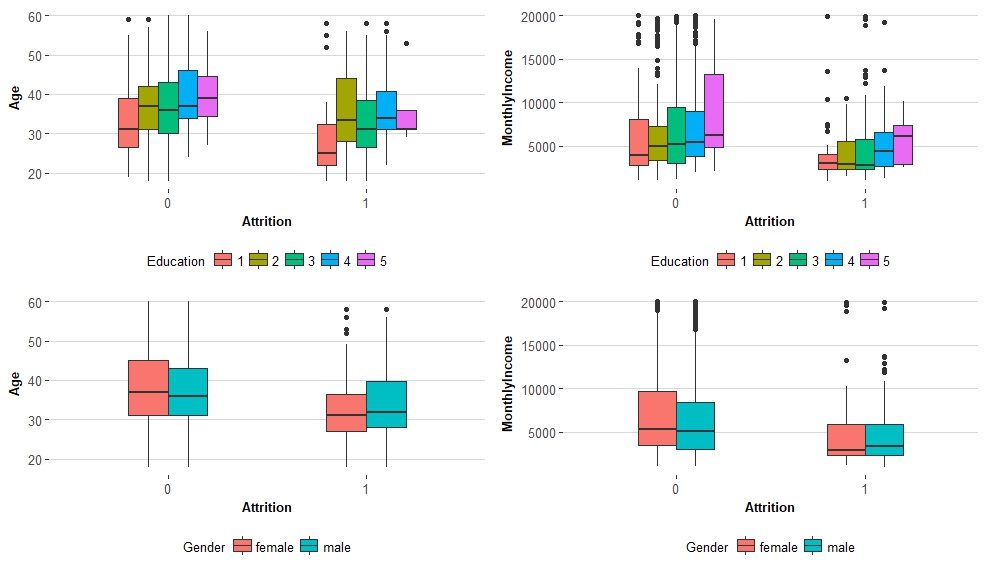 60
50
40
30
20
Age
0 1
Attrition
Education 1 2 3 4 5
20000
15000
10000
5000
MonthlyIncome
0 1
Attrition
Education 1 2 3 4 5
60
50
40
30
20
Age
0 1
Attrition
Gender female male
20000
15000
10000
5000
MonthlyIncome
0 1
Attrition
Gender female male